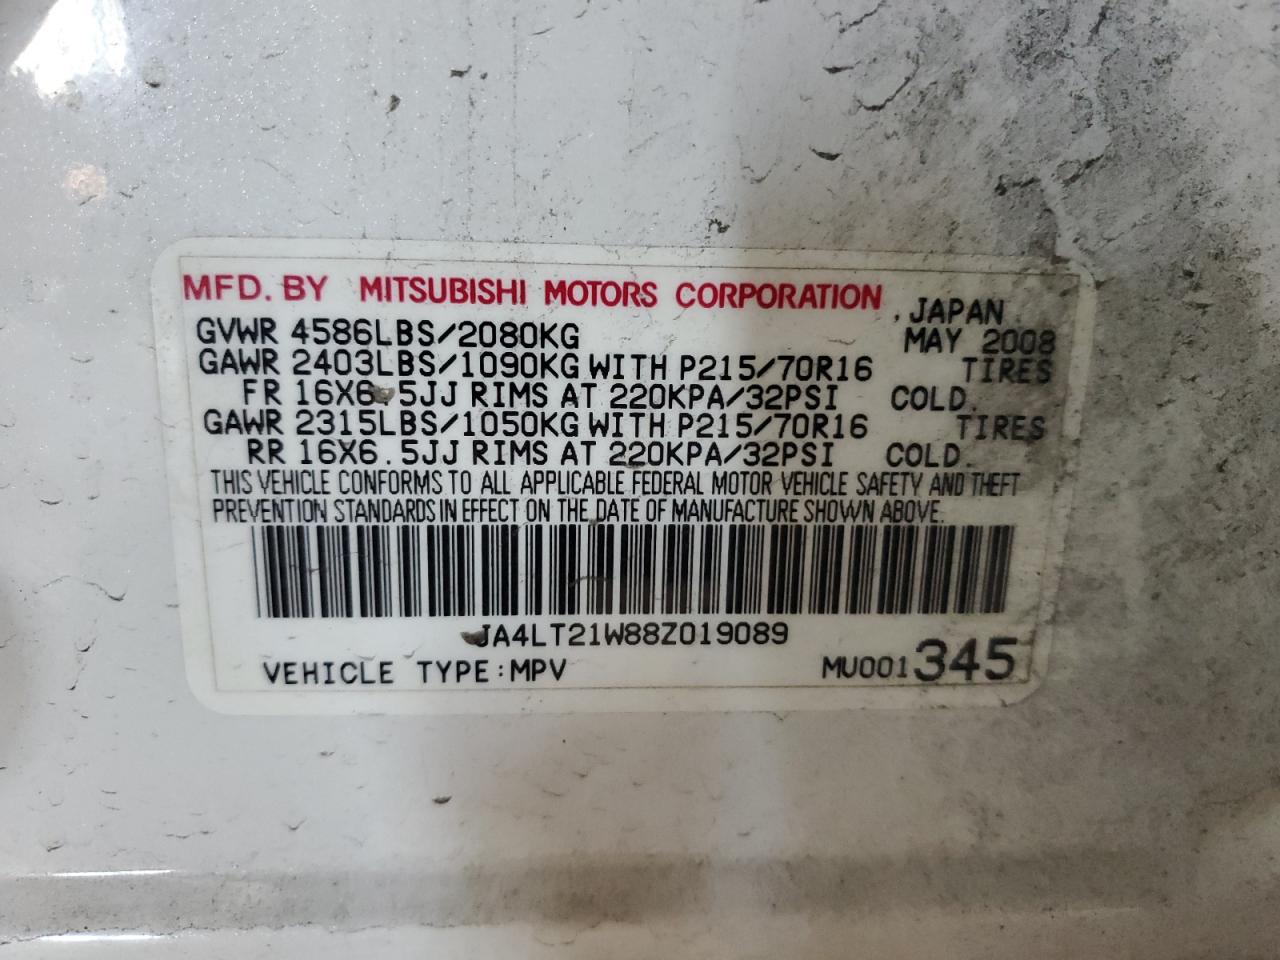 MFD. BY MITSUBISHI MOTORS CORPORATION , JAPAN
GVWR 4586LBS/2080KG MAY 2008
GAWR 2403LBS/1090KG WITH P215/70R16 TIRES
FR 16X6.5JJ RIMS AT 220KPA/32PSI COLD.
GAWR 2315LBS/1050KG WITH P215/70R16 TIRES
RR 16X6.5JJ RIMS AT 220KPA/32PSI COLD.
THIS VEHICLE CONFORMS TO ALL APPLICABLE FEDERAL MOTOR VEHICLE SAFETY AND THEFT
PREVENTION STANDARDS IN EFFECT ON THE DATE OF MANUFACTURE SHOWN ABOVE.
JA4LT21W88Z019089
VEHICLE TYPE:MPV MU001345